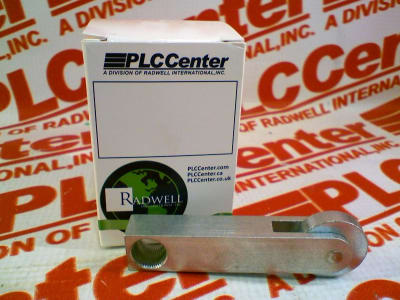 PLCCenter
A DIVISION OF RADWELL INTERNATIONAL, INC.
PLCCenter.com
PLCCenter.ca
PLCCenter.co.uk
RADWELL